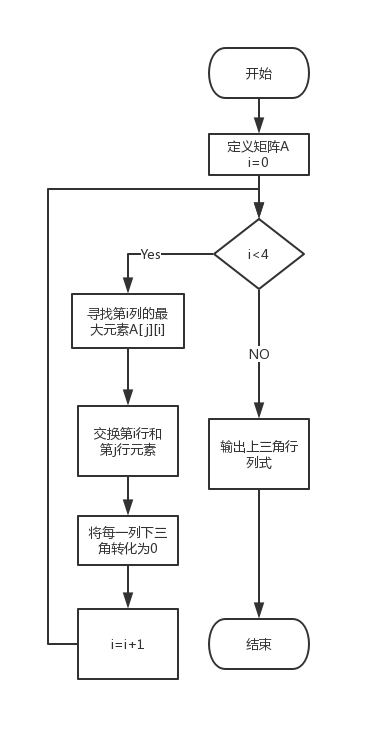 开始
定义矩阵A
i=0
i<4
Yes
寻找第i列的最
大元素A[j][i]
NO
交换第i行和
第j行元素
输出上三角行
列式
将每一列下三
角转化为0
i=i+1
结束